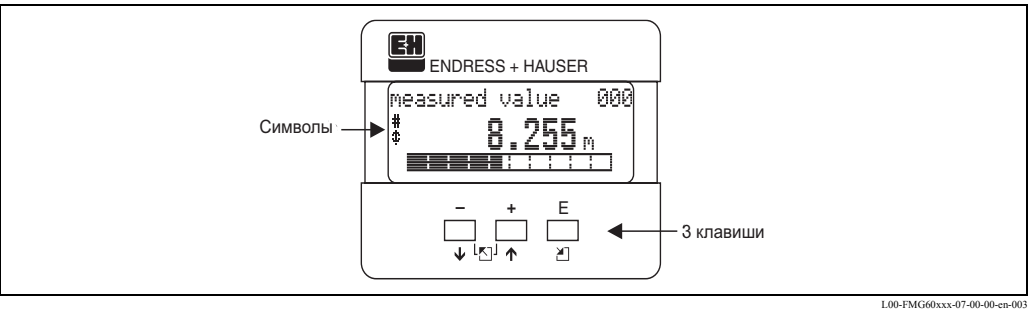 E+H
ENDRESS + HAUSER
measured value 000
Символы
#
8.255 m
- + E
3 клавиши
L00-FMG60xxx-07-00-00-en-003